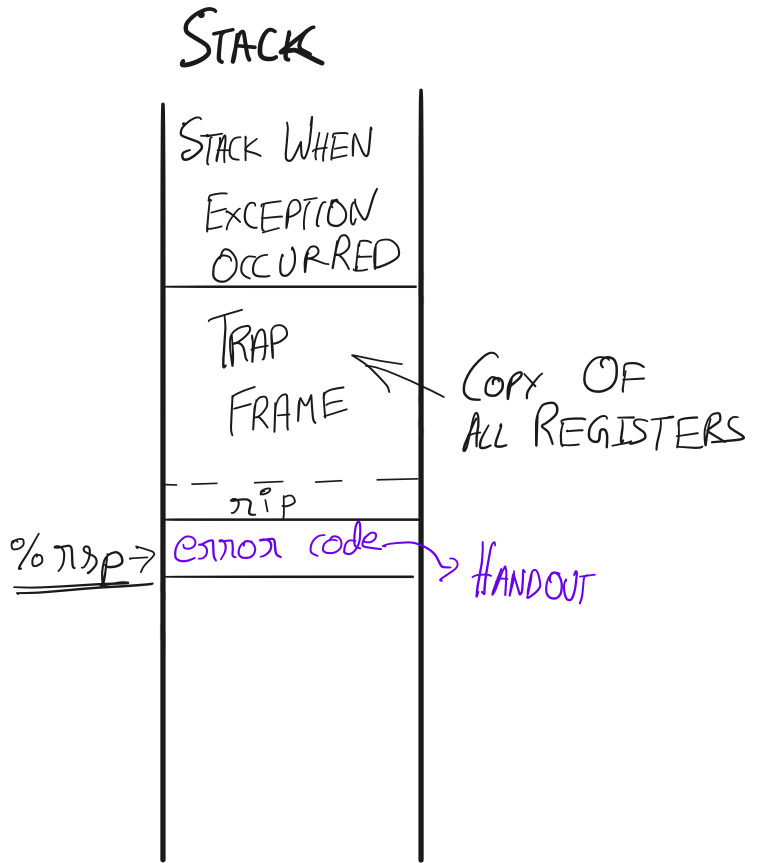 STACK
STACK WHEN
EXCEPTION
OCCURRED
TRAP
FRAME
COPY OF
ALL REGISTERS
rip
%rsp
error code
HANDOUT